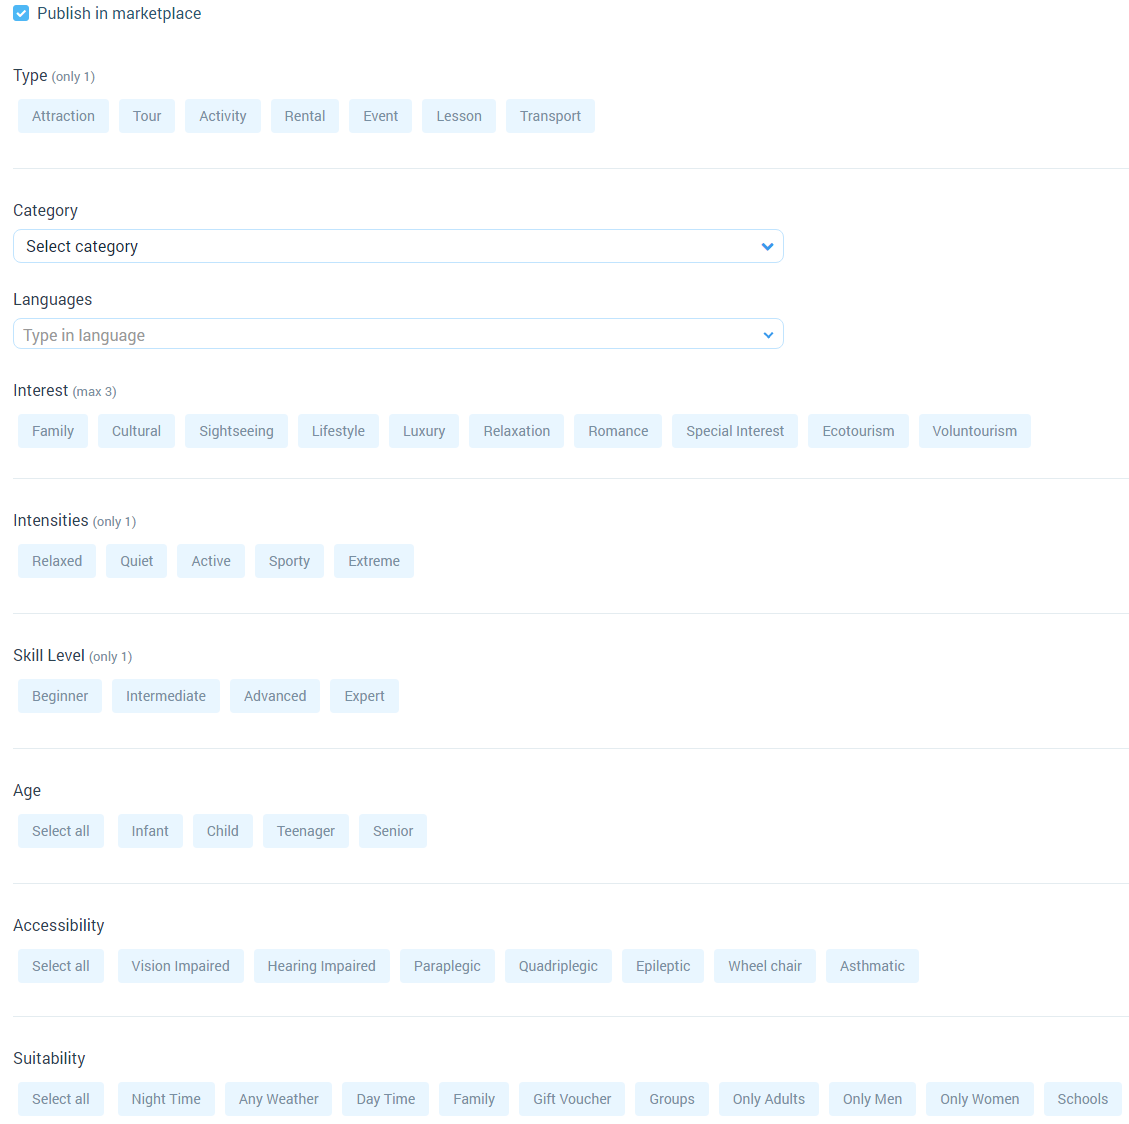 Publish in marketplace
Type (only 1)
Attraction Tour Activity Rental Event Lesson Transport
Category
Select category
Languages
Type in language
Interest (max 3)
Family Cultural Sightseeing Lifestyle Luxury Relaxation Romance Special Interest Ecotourism Voluntourism
Intensities (only 1)
Relaxed Quiet Active Sporty Extreme
Skill Level (only 1)
Beginner Intermediate Advanced Expert
Age
Select all Infant Child Teenager Senior
Accessibility
Select all Vision Impaired Hearing Impaired Paraplegic Quadriplegic Epileptic Wheel chair Asthmatic
Suitability
Select all Night Time Any Weather Day Time Family Gift Voucher Groups Only Adults Only Men Only Women Schools